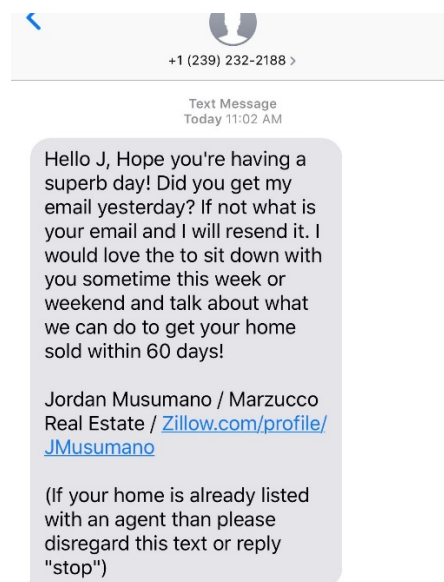 +1 (239) 232-2188 >
Text Message
Today 11:02 AM
Hello J, Hope you're having a
superb day! Did you get my
email yesterday? If not what is
your email and I will resend it. I
would love the to sit down with
you sometime this week or
weekend and talk about what
we can do to get your home
sold within 60 days!
Jordan Musumano / Marzucco
Real Estate / Zillow.com/profile/
JMusumano
(If your home is already listed
with an agent than please
disregard this text or reply
"stop")